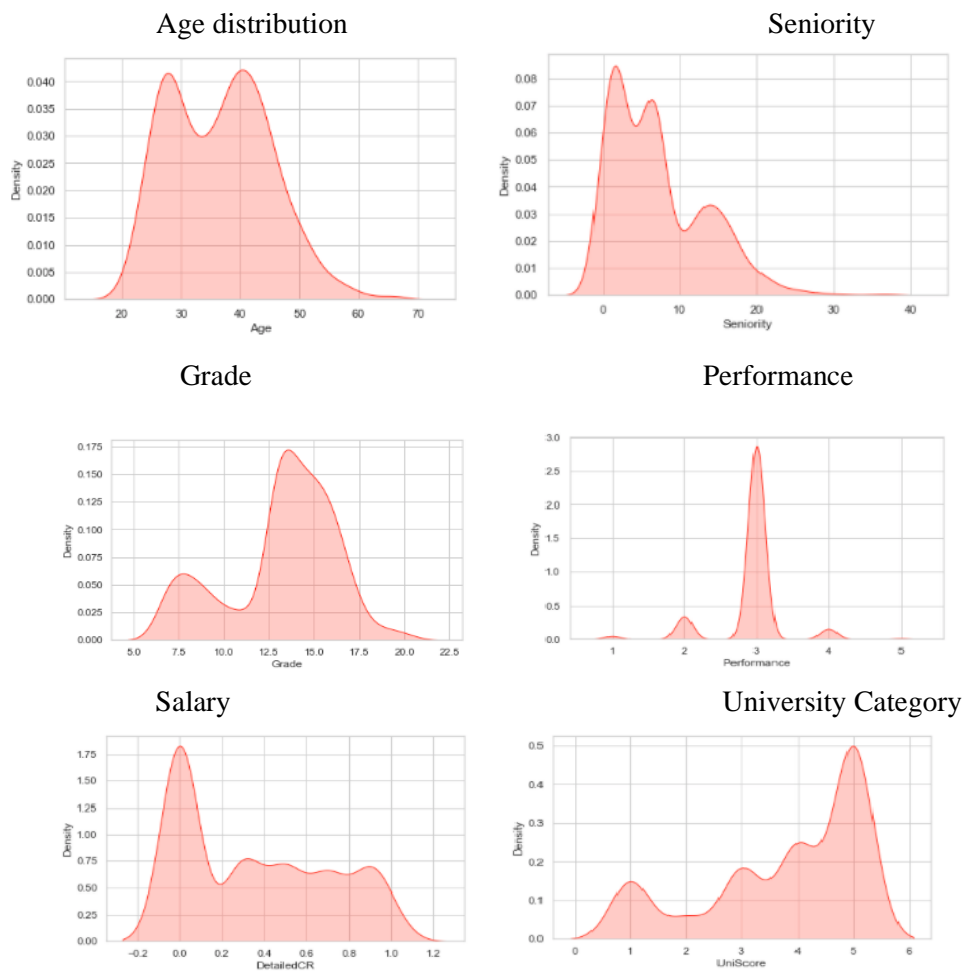 Age distribution
Seniority
0.040
0.035
0.030
0.025
0.020
0.015
0.010
0.005
0.000
Density
20 30 40 50 60 70
Age
0.08
0.07
0.06
0.05
0.04
0.03
0.02
0.01
0.00
Density
0 10 20 30 40
Seniority
Grade
Performance
0.175
0.150
0.125
0.100
0.075
0.050
0.025
0.000
Density
5.0 7.5 10.0 12.5 15.0 17.5 20.0 22.5
Grade
3.0
2.5
2.0
1.5
1.0
0.5
0.0
Density
1 2 3 4 5
Performance
Salary
University Category
1.75
1.50
1.25
1.00
0.75
0.50
0.25
0.00
Density
−0.2 0.0 0.2 0.4 0.6 0.8 1.0 1.2
DetailedCR
0.5
0.4
0.3
0.2
0.1
0.0
Density
0 1 2 3 4 5 6
UniScore